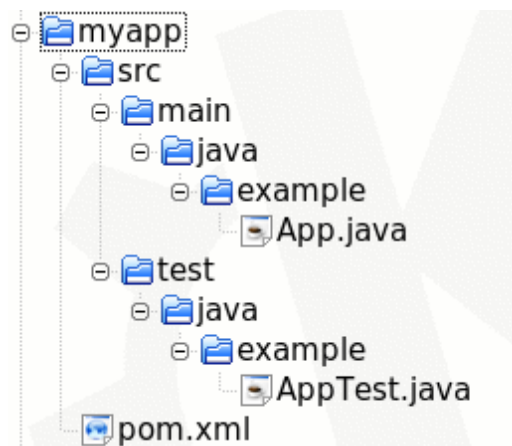 myapp
src
main
java
example
App.java
test
java
example
AppTest.java
pom.xml